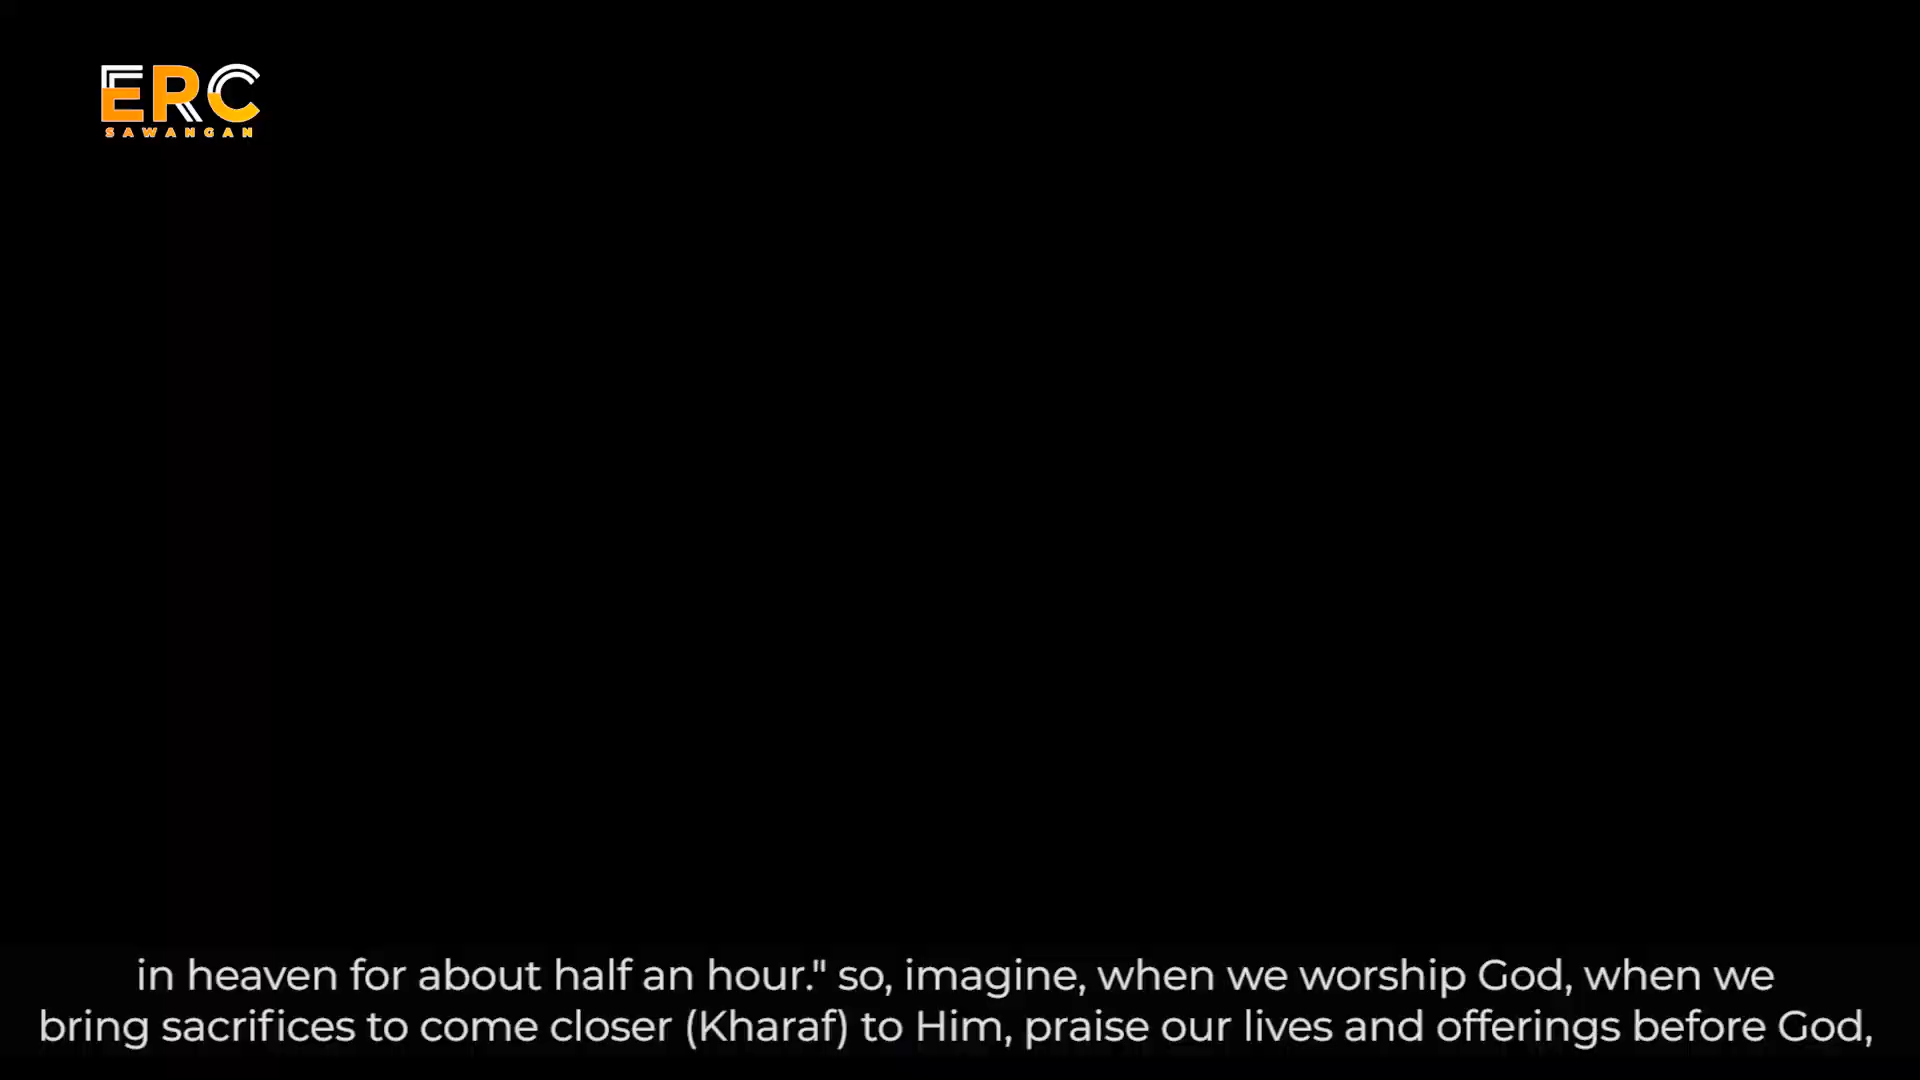 ERC
SAWANGAN
in heaven for about half an hour." so, imagine, when we worship God, when we
bring sacrifices to come closer (Kharaf) to Him, praise our lives and offerings before God,